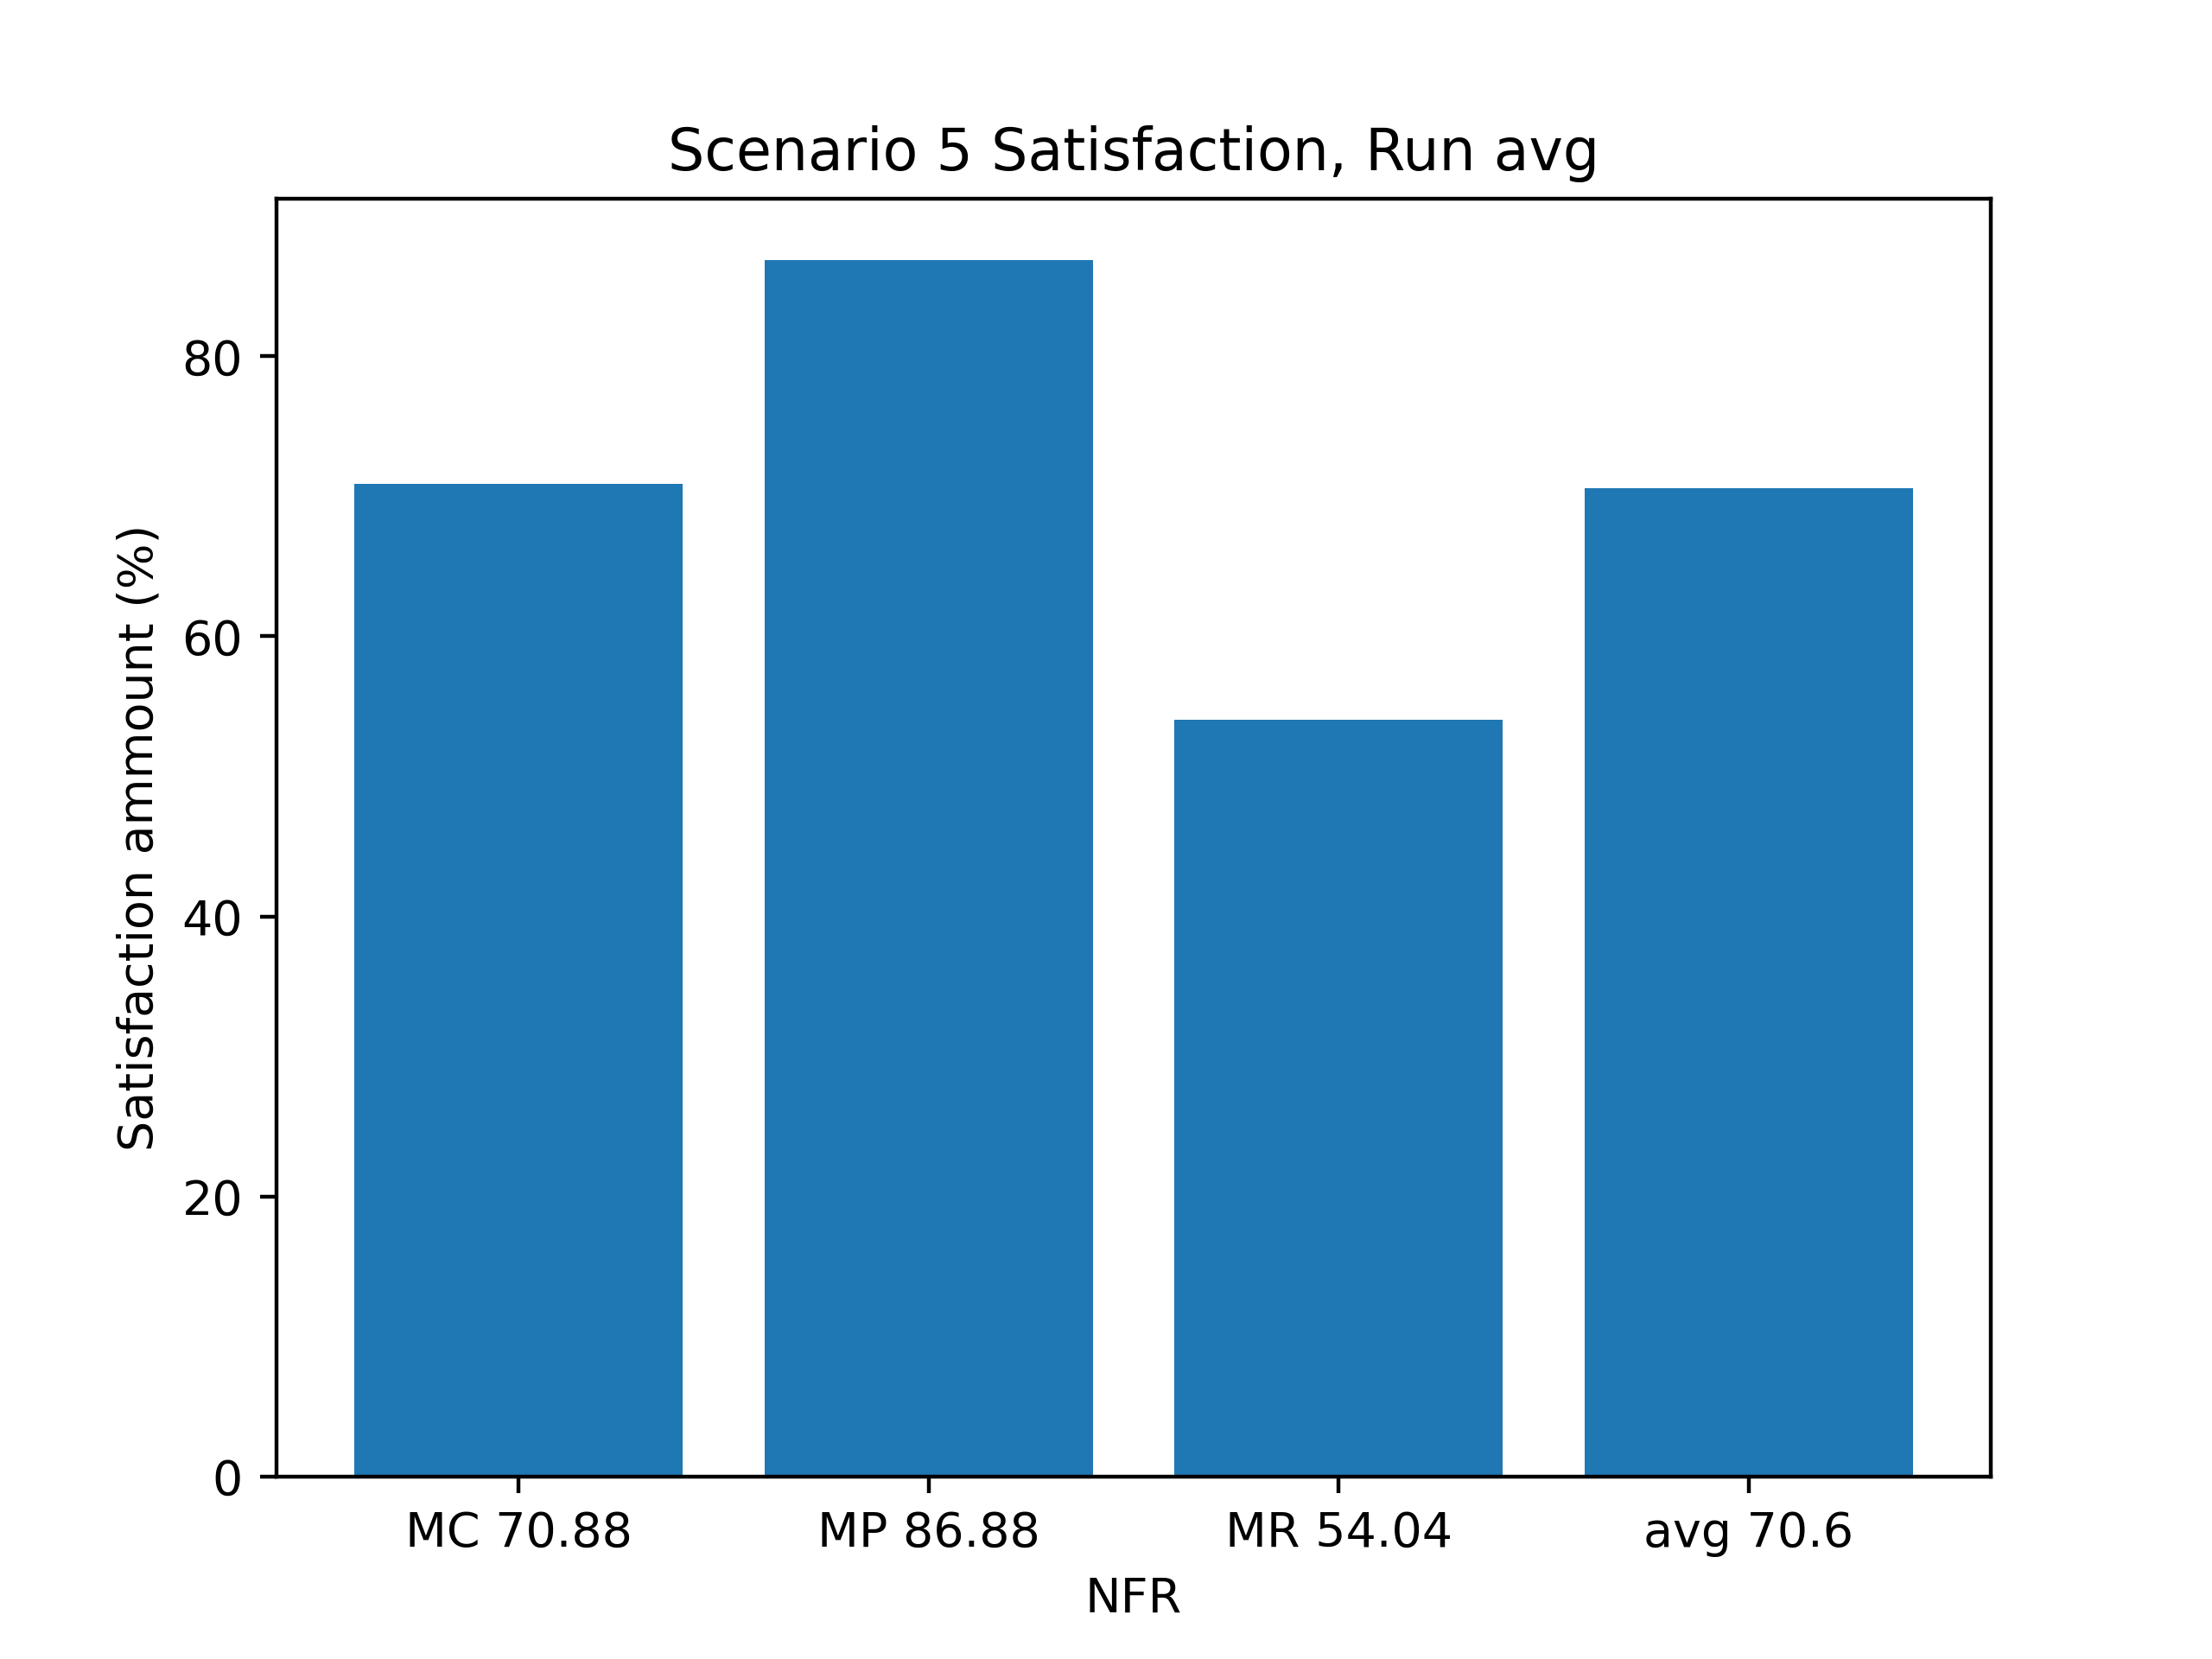 Scenario 5 Satisfaction, Run avg
Satisfaction ammount (%)
80
60
40
20
0
MC 70.88
MP 86.88
MR 54.04
avg 70.6
NFR